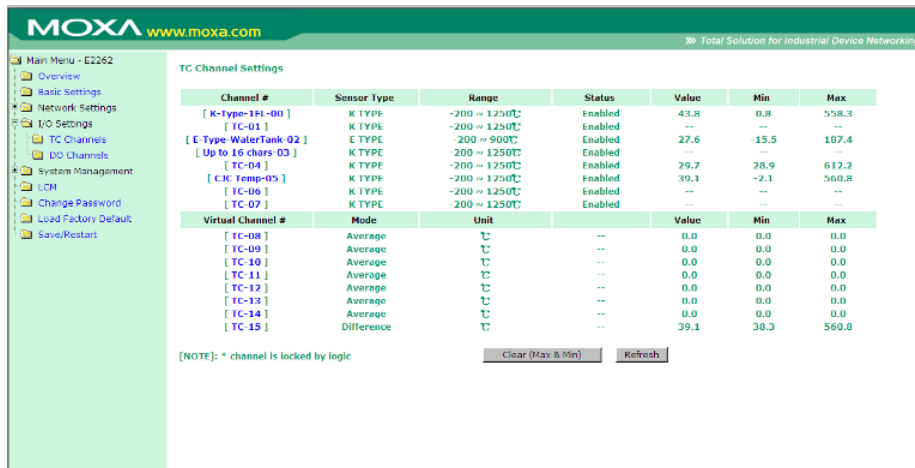 MOXA www.moxa.com
Total Solution for Industrial Device Networking
Main Menu - E2262
Overview
Basic Settings
Network Settings
I/O Settings
TC Channels
DO Channels
System Management
LCM
Change Password
Load Factory Default
Save/Restart
TC Channel Settings
Channel # Sensor Type Range Status Value Min Max
[ K-Type-1FL-00 ] K TYPE -200 ~ 1250℃ Enabled 43.8 0.8 558.3
[ TC-01 ] K TYPE -200 ~ 1250℃ Enabled -- -- --
[ E-Type-WaterTank-02 ] E TYPE -200 ~ 900℃ Enabled 27.6 -15.5 187.4
[ Up to 16 chars-03 ] K TYPE -200 ~ 1250℃ Enabled -- -- --
[ TC-04 ] K TYPE -200 ~ 1250℃ Enabled 29.7 28.9 612.2
[ CJC Temp-05 ] K TYPE -200 ~ 1250℃ Enabled 39.1 -2.1 560.8
[ TC-06 ] K TYPE -200 ~ 1250℃ Enabled -- -- --
[ TC-07 ] K TYPE -200 ~ 1250℃ Enabled -- -- --
Virtual Channel # Mode Unit Value Min Max
[ TC-08 ] Average ℃ -- 0.0 0.0 0.0
[ TC-09 ] Average ℃ -- 0.0 0.0 0.0
[ TC-10 ] Average ℃ -- 0.0 0.0 0.0
[ TC-11 ] Average ℃ -- 0.0 0.0 0.0
[ TC-12 ] Average ℃ -- 0.0 0.0 0.0
[ TC-13 ] Average ℃ -- 0.0 0.0 0.0
[ TC-14 ] Average ℃ -- 0.0 0.0 0.0
[ TC-15 ] Difference ℃ -- 39.1 38.3 560.8
[NOTE]: * channel is locked by logic
Clear (Max & Min) Refresh